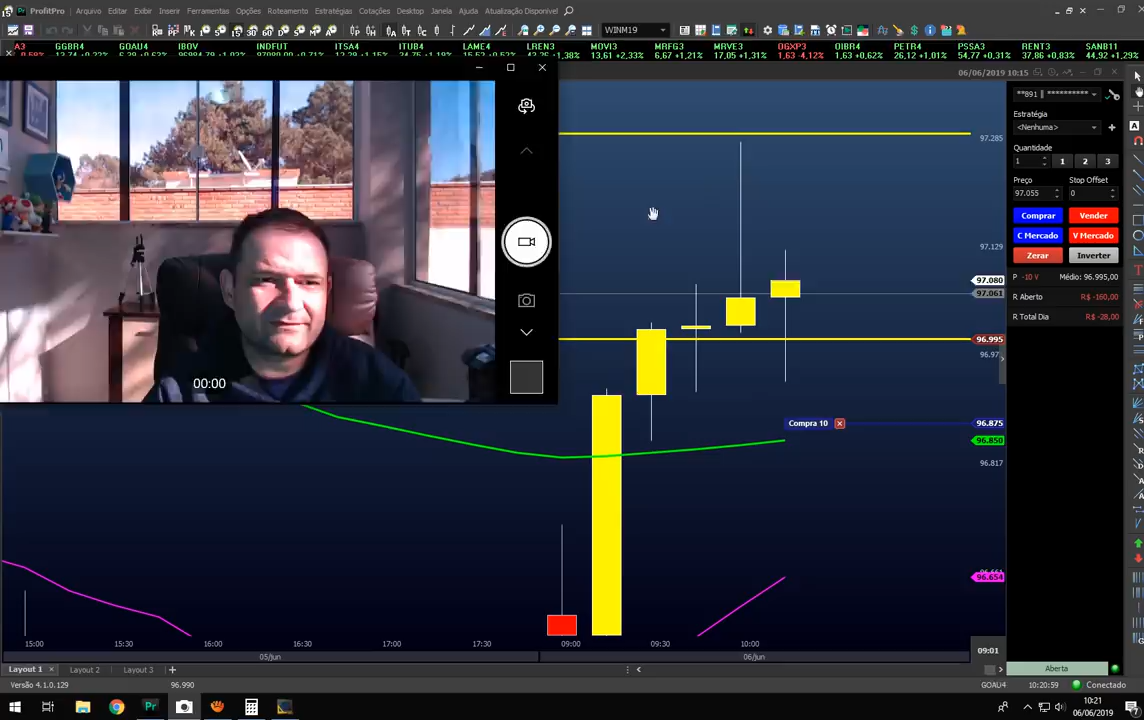 ProfitPro
Arquivo Editar Exibir Inserir Ferramentas Opções Roteamento Estratégias Cotações Desktop Janela Ajuda Atualização Disponível
WINM19
A3 GGBR4 GOAU4 IBOV INDFUT ITSA4 ITUB4 LAME4 LREN3 MOVI3 MRFG3 MRVE3 OGXP3 OIBR4 PETR4 PSSA3 RENT3 SANB11
13,61 +2,33% 6,67 +1,21% 17,05 +1,31% 1,63 -4,12% 1,63 +0,62% 26,12 +1,01% 54,77 +0,31% 36,83 +0,63% 44,92 +1,29%
06/06/2019 10:15
**891
Estratégia
<Nenhuma>
Quantidade
1 1 2 3
Preço Stop Offset
97.055 0
Comprar Vender
C Mercado V Mercado
Zerar Inverter
P -10 V Médio: 96.995,00
R Aberto R$ -160,00
R Total Dia R$ -28,00
97.285
97.129
97.080
97.061
96.995
96.97
Compra 10
96.875
96.850
96.817
96.654
00:00
15:00 15:30 16:00 16:30 17:00 17:30 09:00 09:30 10:00
09:01
05/jun 06/jun
Layout 1 Layout 2 Layout 3 +
Aberta
Versão 4.1.0.129 96.990 GOAU4 10:20:59 Conectado
Pr
10:21
06/06/2019